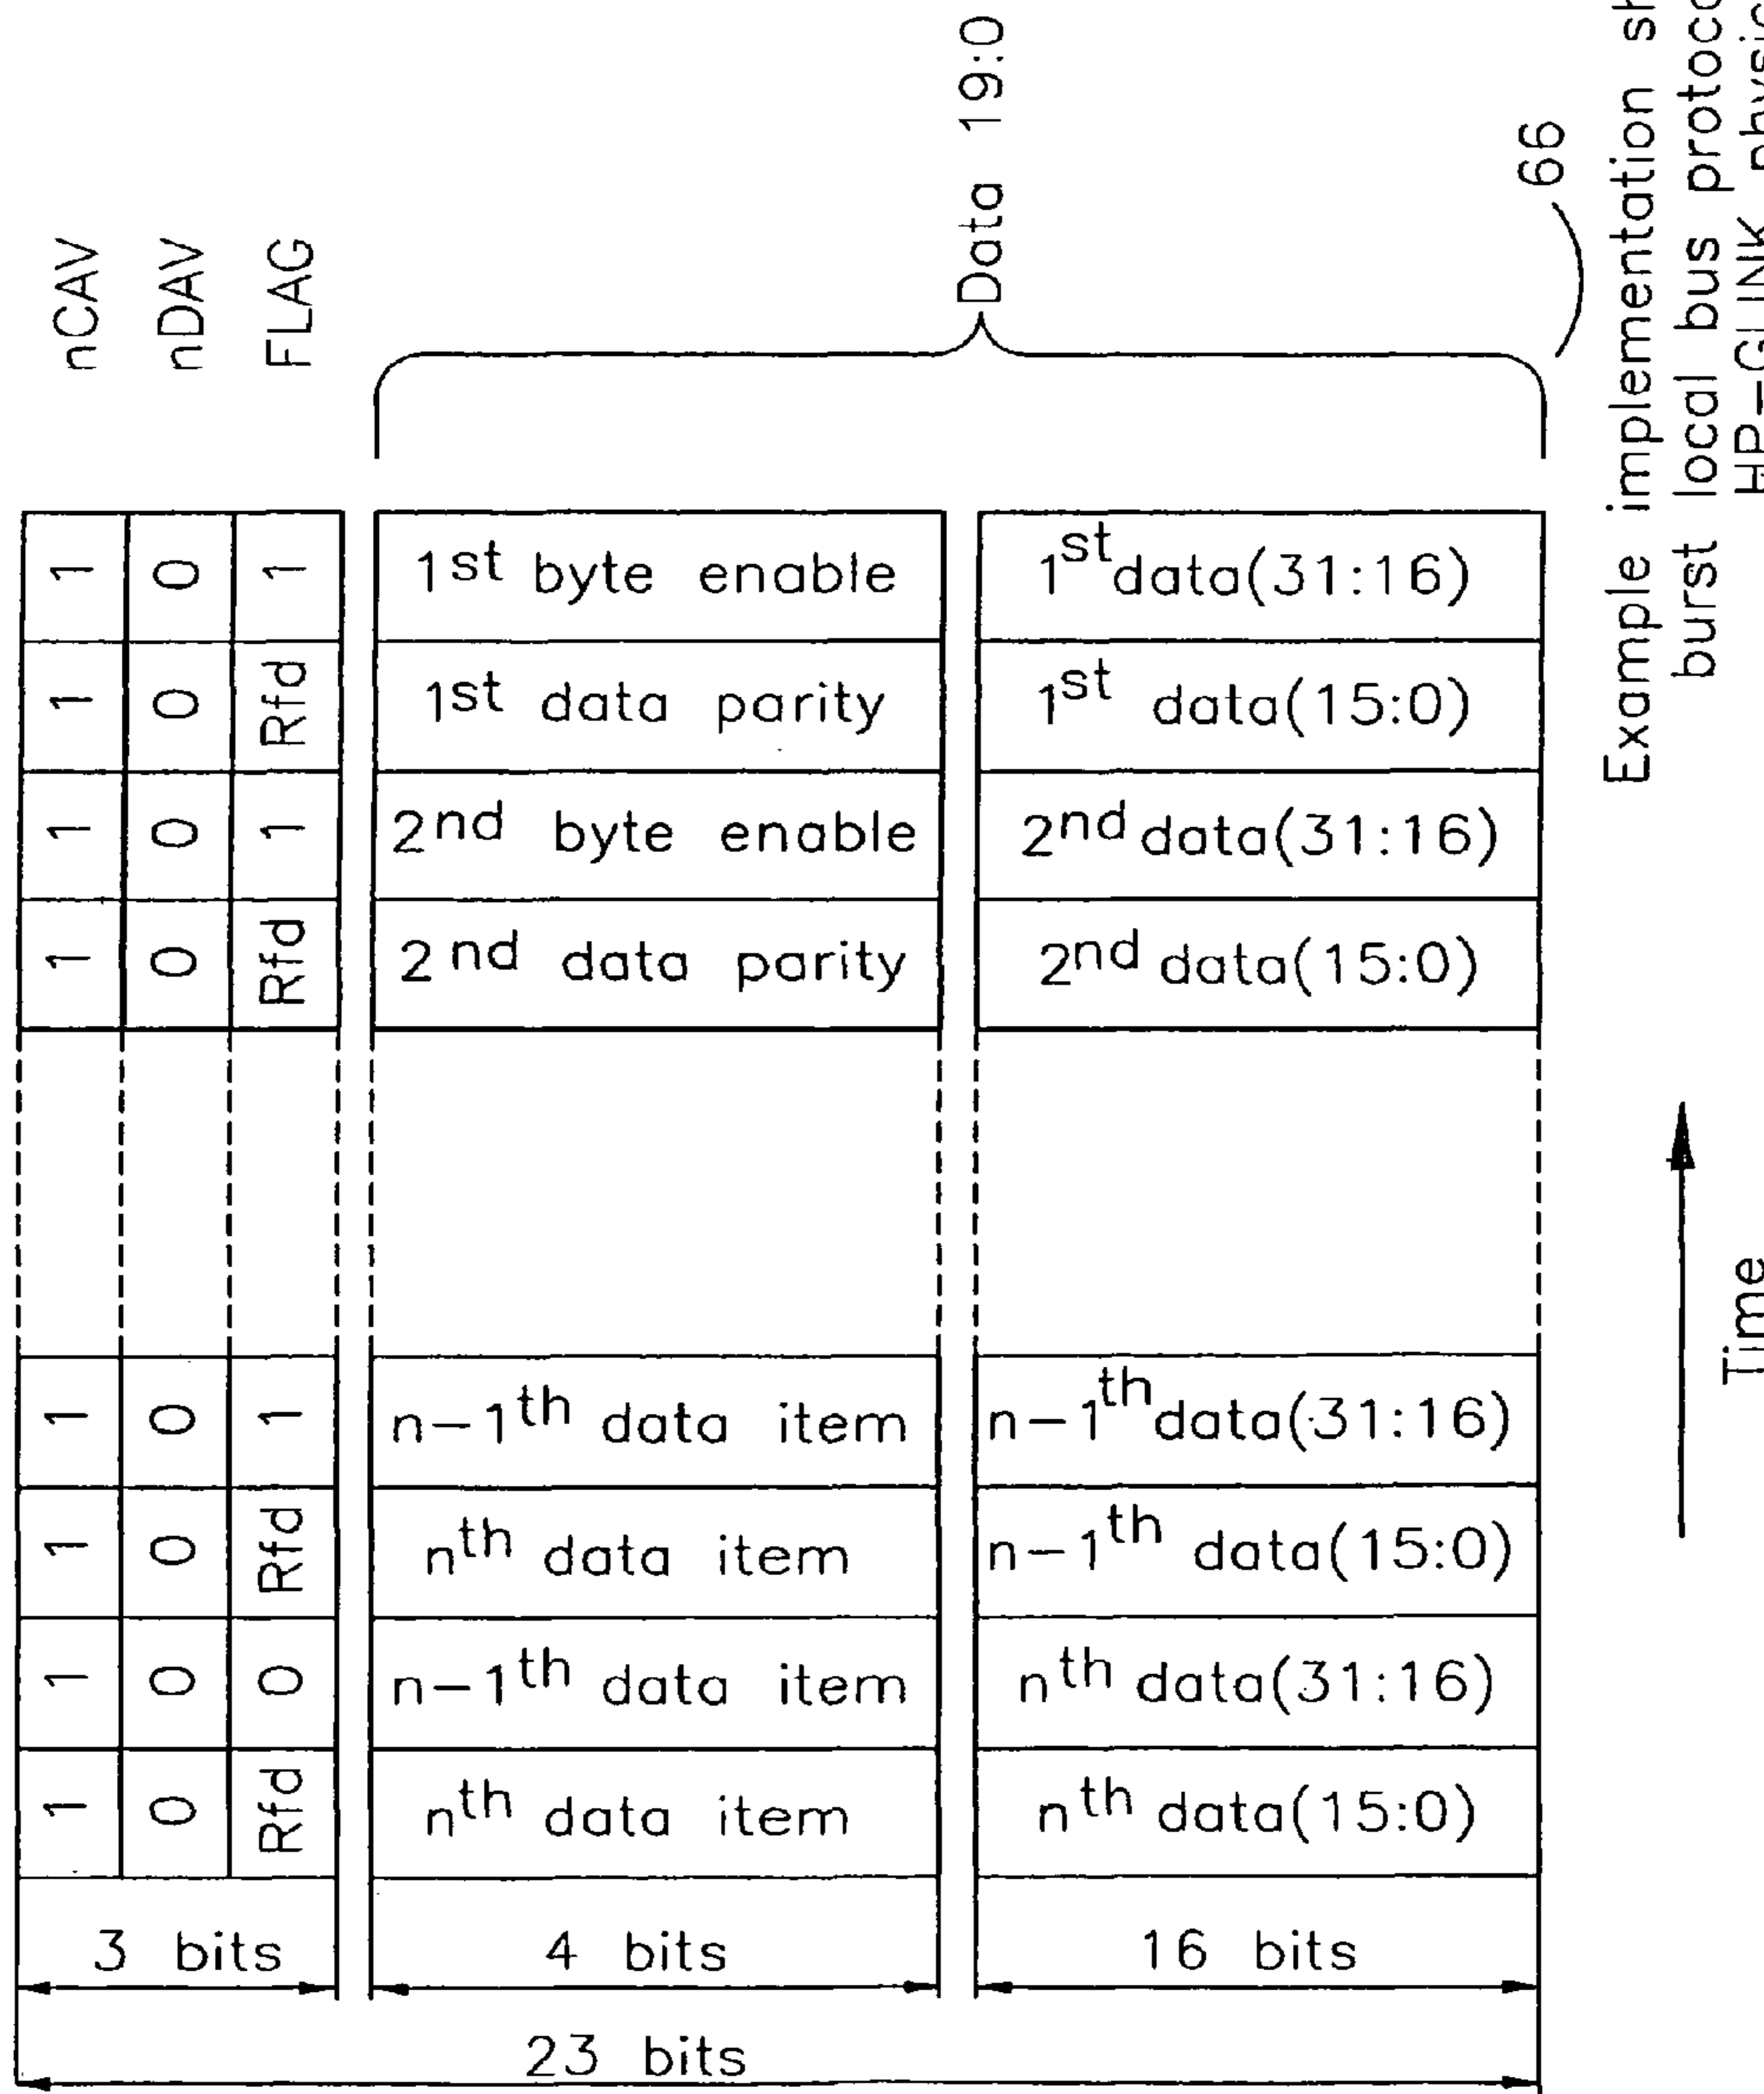 nCAV
nDAV
FLAG
Data 19:0
66
1 0 1 1st byte enable 1st data(31:16)
1 0 Rfd 1st data parity 1st data(15:0)
1 0 1 2nd byte enable 2nd data(31:16)
1 0 Rfd 2nd data parity 2nd data(15:0)
1 0 1 n-1th data item n-1th data(31:16)
1 0 Rfd nth data item n-1th data(15:0)
1 0 0 n-1th data item nth data(31:16)
1 0 Rfd nth data item nth data(15:0)
3 bits 4 bits 16 bits
23 bits
Time
Example implementation
burst local bus
HP-GLINK